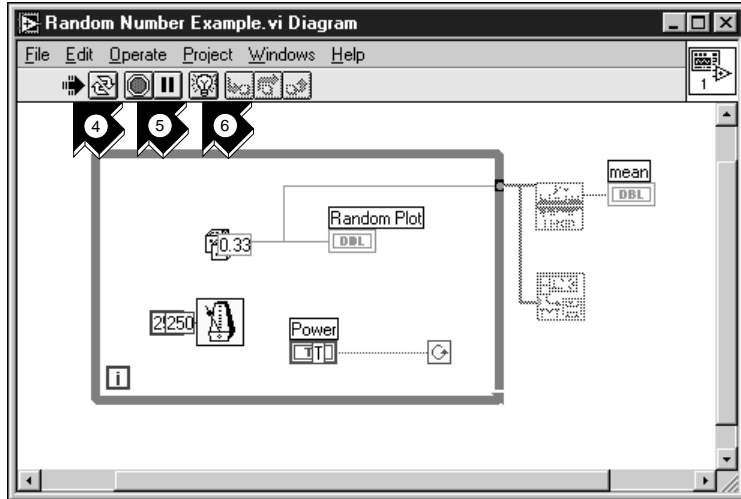 Random Number Example.vi Diagram
File Edit Operate Project Windows Help
1
4 5 6
mean
DBL
Random Plot
0.33
DBL
250
Power
T
i